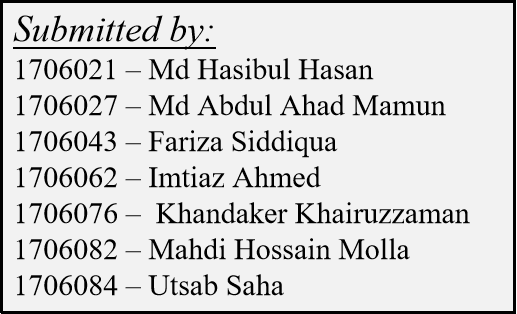 Submitted by:
1706021 – Md Hasibul Hasan
1706027 – Md Abdul Ahad Mamun
1706043 – Fariza Siddiqua
1706062 – Imtiaz Ahmed
1706076 –  Khandaker Khairuzzaman
1706082 – Mahdi Hossain Molla
1706084 – Utsab Saha